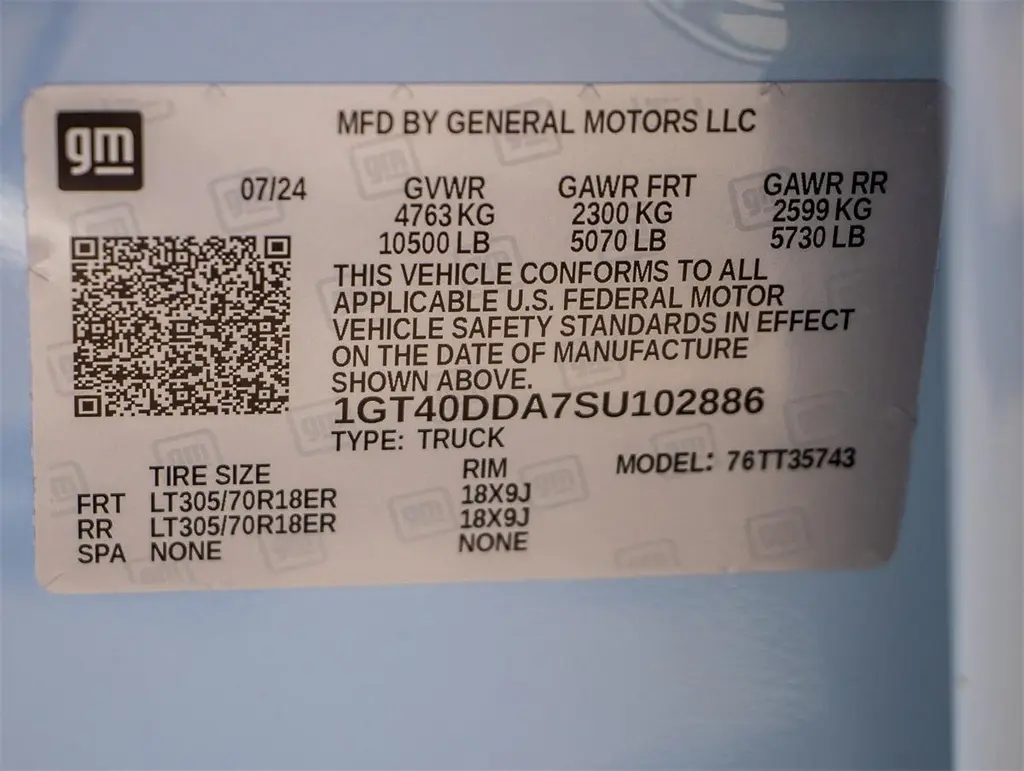 gm
MFD BY GENERAL MOTORS LLC
07/24 GVWR GAWR FRT GAWR RR
4763 KG 2300 KG 2599 KG
10500 LB 5070 LB 5730 LB
THIS VEHICLE CONFORMS TO ALL
APPLICABLE U.S. FEDERAL MOTOR
VEHICLE SAFETY STANDARDS IN EFFECT
ON THE DATE OF MANUFACTURE
SHOWN ABOVE.
1GT40DDA7SU102886
TYPE: TRUCK
TIRE SIZE RIM MODEL: 76TT35743
FRT LT305/70R18ER 18X9J
RR LT305/70R18ER 18X9J
SPA NONE NONE